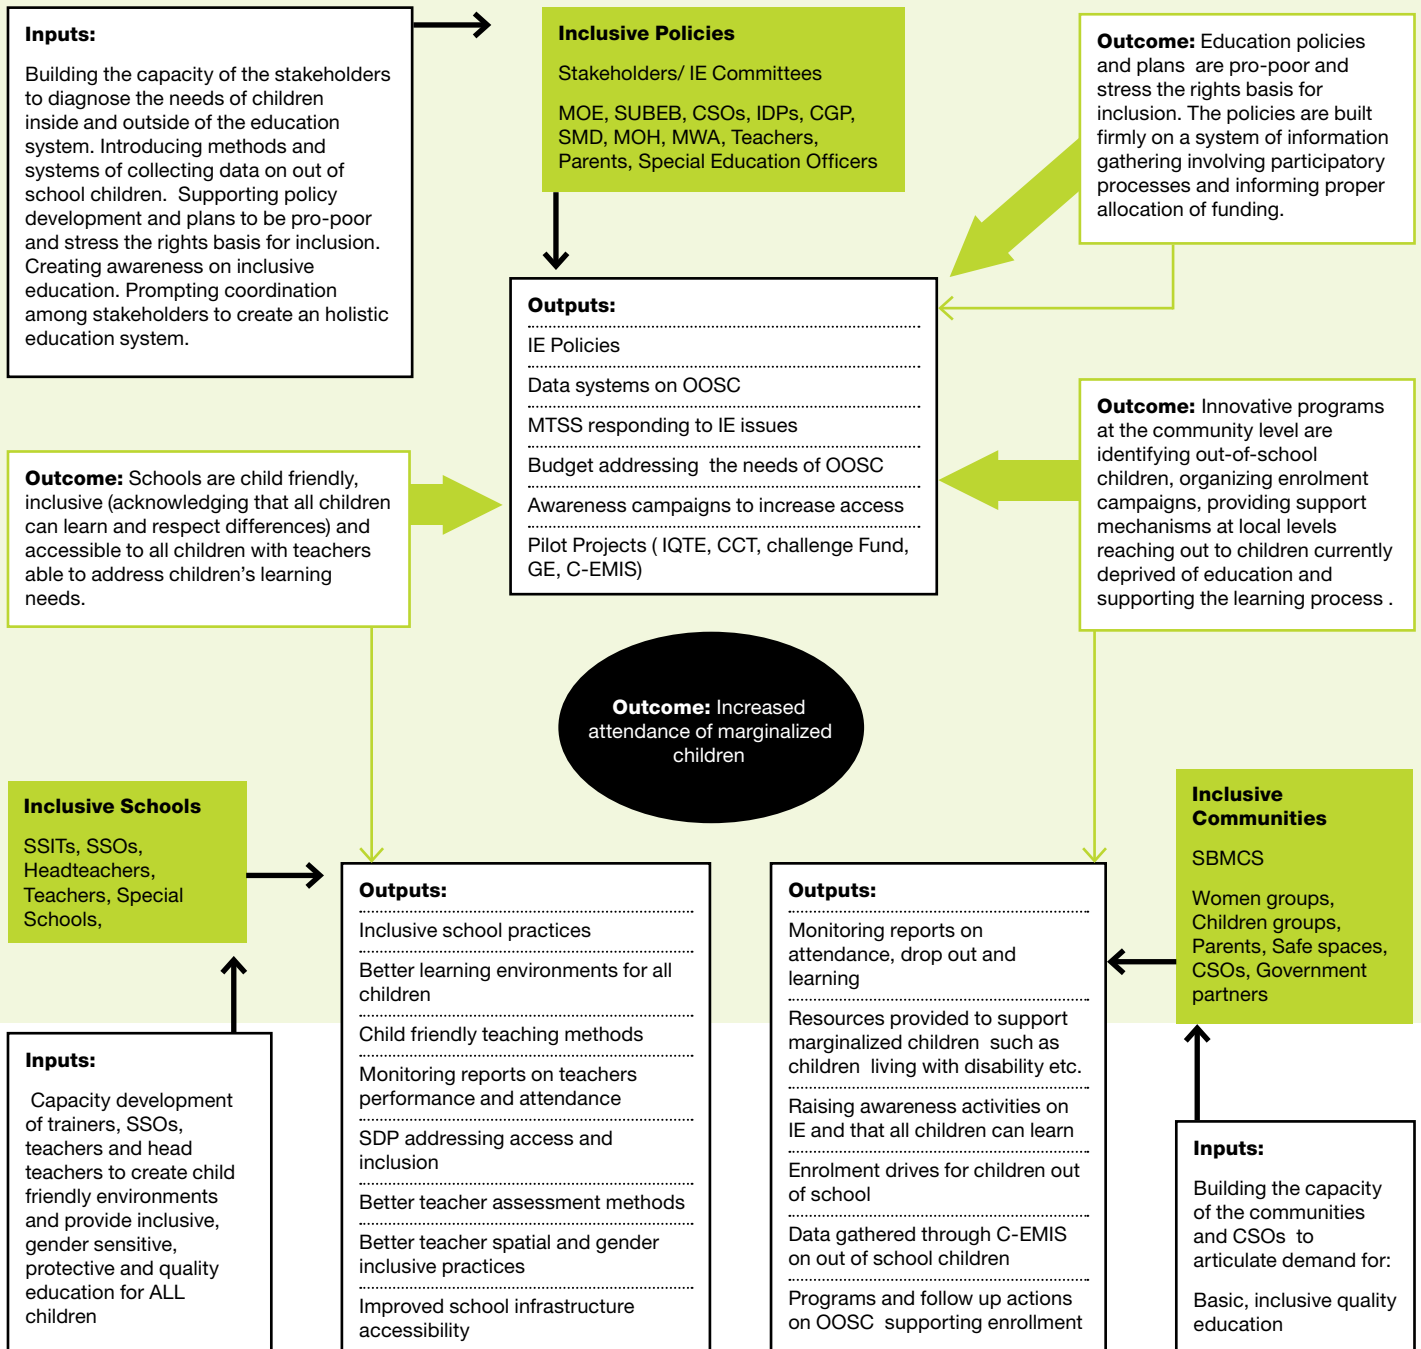 Inputs:
Building the capacity of the stakeholders
to diagnose the needs of children
inside and outside of the education
system. Introducing methods and
systems of collecting data on out of
school children.  Supporting policy
development and plans to be pro-poor
and stress the rights basis for inclusion.
Creating awareness on inclusive
education. Prompting coordination
among stakeholders to create an holistic
education system.
Inclusive Policies
Stakeholders/ IE Committees
MOE, SUBEB, CSOs, IDPs, CGP,
SMD, MOH, MWA, Teachers,
Parents, Special Education Officers
Outcome: Education policies
and plans  are pro-poor and
stress the rights basis for
inclusion. The policies are built
firmly on a system of information
gathering involving participatory
processes and informing proper
allocation of funding.
Outputs:
IE Policies
Data systems on OOSC
MTSS responding to IE issues
Budget addressing  the needs of OOSC
Awareness campaigns to increase access
Pilot Projects ( IQTE, CCT, challenge Fund,
GE, C-EMIS)
Outcome: Schools are child friendly,
inclusive (acknowledging that all children
can learn and respect differences) and
accessible to all children with teachers
able to address children's learning
needs.
Outcome: Innovative programs
at the community level are
identifying out-of-school
children, organizing enrolment
campaigns, providing support
mechanisms at local levels
reaching out to children currently
deprived of education and
supporting the learning process .
Outcome: Increased
attendance of marginalized
children
Inclusive Schools
SSITs, SSOs,
Headteachers,
Teachers, Special
Schools,
Inputs:
Capacity development
of trainers, SSOs,
teachers and head
teachers to create child
friendly environments
and provide inclusive,
gender sensitive,
protective and quality
education for ALL
children
Outputs:
Inclusive school practices
Better learning environments for all
children
Child friendly teaching methods
Monitoring reports on teachers
performance and attendance
SDP addressing access and
inclusion
Better teacher assessment methods
Better teacher spatial and gender
inclusive practices
Improved school infrastructure
accessibility
Outputs:
Monitoring reports on
attendance, drop out and
learning
Resources provided to support
marginalized children  such as
children  living with disability etc.
Raising awareness activities on
IE and that all children can learn
Enrolment drives for children out
of school
Data gathered through C-EMIS
on out of school children
Programs and follow up actions
on OOSC  supporting enrollment
Inclusive
Communities
SBMCS
Women groups,
Children groups,
Parents, Safe spaces,
CSOs, Government
partners
Inputs:
Building the capacity
of the communities
and CSOs  to
articulate demand for:
Basic, inclusive quality
education